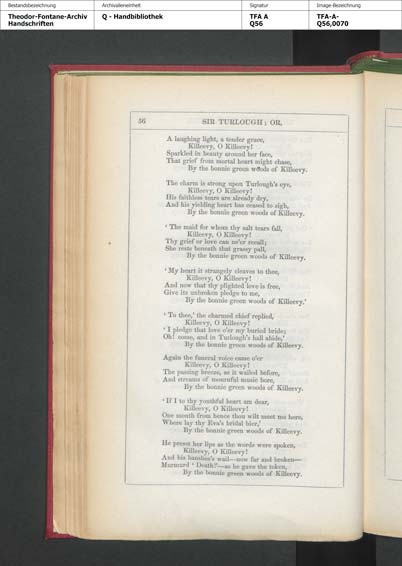 Bestandsbezeichnung Archivalieneinheit Signatur Image-Bezeichnung
Theodor-Fontane-Archiv Q - Handbibliothek TFA A TFA-A-
Handschriften Q56 Q56,0070
56 SIR TURLOUGH; OR,
A laughing light, a tender grace,
Killeevy, O Killeevy!
Sparkled in beauty around her face,
That grief from mortal heart might chase,
By the bonnie green woods of Killeevy.
The charm is strong upon Turlough's eye,
Killeevy, O Killeevy!
His faithless tears are already dry,
And his yielding heart has ceased to sigh,
By the bonnie green woods of Killeevy.
'The maid for whom thy salt tears fall,
Killeevy, O Killeevy!
Thy grief or love can ne'er recall;
She rests beneath that grassy pall,
By the bonnie green woods of Killeevy.
'My heart it strangely cleaves to thee,
Killeevy, O Killeevy!
And now that thy plighted love is free,
Give its unbroken pledge to me,
By the bonnie green woods of Killeevy.'
'To thee,' the charmed chief replied,
Killeevy, O Killeevy!
'I pledge that love o'er my buried bride;
Oh! come, and in Turlough's hall abide,'
By the bonnie green woods of Killeevy.
Again the funeral voice came o'er
Killeevy, O Killeevy!
The passing breeze, as it wailed before,
And streams of mournful music bore,
By the bonnie green woods of Killeevy.
'If I to thy youthful heart am dear,
Killeevy, O Killeevy!
One month from hence thou wilt meet me here,
Where lay thy Eva's bridal bier,'
By the bonnie green woods of Killeevy.
He prest her lips as the words were spoken,
Killeevy, O Killeevy!
And his banshee's wail—now far and broken—
Murmur'd 'Death!'—as he gave the token,
By the bonnie green woods of Killeevy.